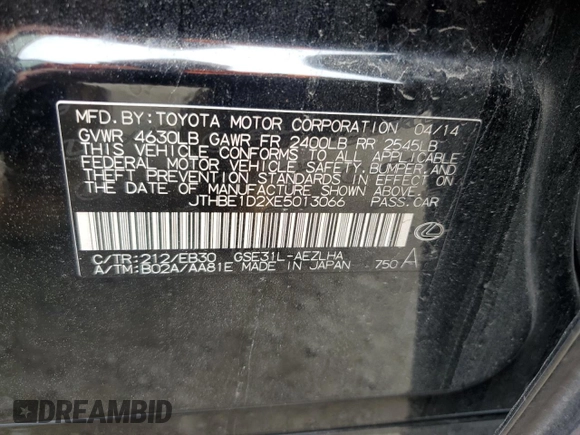 MFD. BY: TOYOTA MOTOR CORPORATION 04/14
GVWR 4630LB GAWR FR 2400LB RR 2545LB
THIS VEHICLE CONFORMS TO ALL APPLICABLE
FEDERAL MOTOR VEHICLE SAFETY, BUMPER, AND
THEFT PREVENTION STANDARDS IN EFFECT ON
THE DATE OF MANUFACTURE SHOWN ABOVE.
JTHBE1D2XE5013066 PASS. CAR
C/TR: 212/EB30 GSE31L-AEZLHA
A/TM: B02A/AA81E MADE IN JAPAN 750 A
DREAMBID